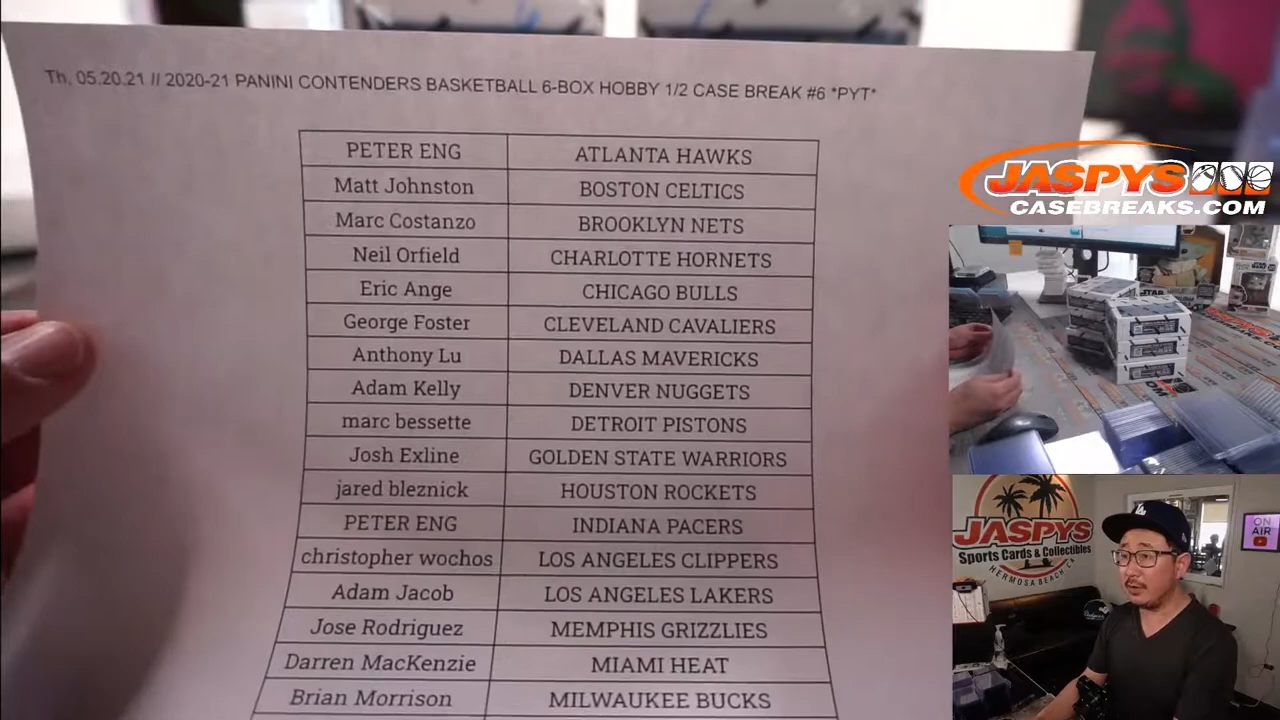 Th, 05.20.21 // 2020-21 PANINI CONTENDERS BASKETBALL 6-BOX HOBBY 1/2 CASE BREAK #6 *PYT*
PETER ENG ATLANTA HAWKS
Matt Johnston BOSTON CELTICS
Marc Costanzo BROOKLYN NETS
Neil Orfield CHARLOTTE HORNETS
Eric Ange CHICAGO BULLS
George Foster CLEVELAND CAVALIERS
Anthony Lu DALLAS MAVERICKS
Adam Kelly DENVER NUGGETS
marc bessette DETROIT PISTONS
Josh Exline GOLDEN STATE WARRIORS
jared bleznick HOUSTON ROCKETS
PETER ENG INDIANA PACERS
christopher wochos LOS ANGELES CLIPPERS
Adam Jacob LOS ANGELES LAKERS
Jose Rodriguez MEMPHIS GRIZZLIES
Darren MacKenzie MIAMI HEAT
Brian Morrison MILWAUKEE BUCKS
JASPYS
CASEBREAKS.COM
STAR
JASPYS
Sports Cards & Collectibles
HERMOSA BEACH, CA
LA
ON
AIR